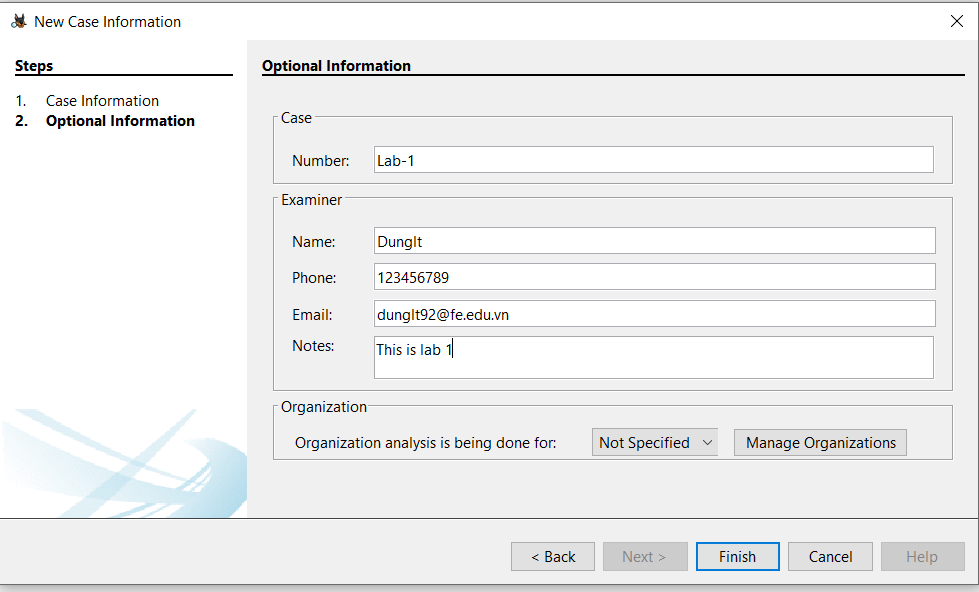 New Case Information
Steps
1. Case Information
2. Optional Information
Optional Information
Case
Number: Lab-1
Examiner
Name: Dunglt
Phone: 123456789
Email: dunglt92@fe.edu.vn
Notes: This is lab 1
Organization
Organization analysis is being done for: Not Specified Manage Organizations
< Back Next > Finish Cancel Help